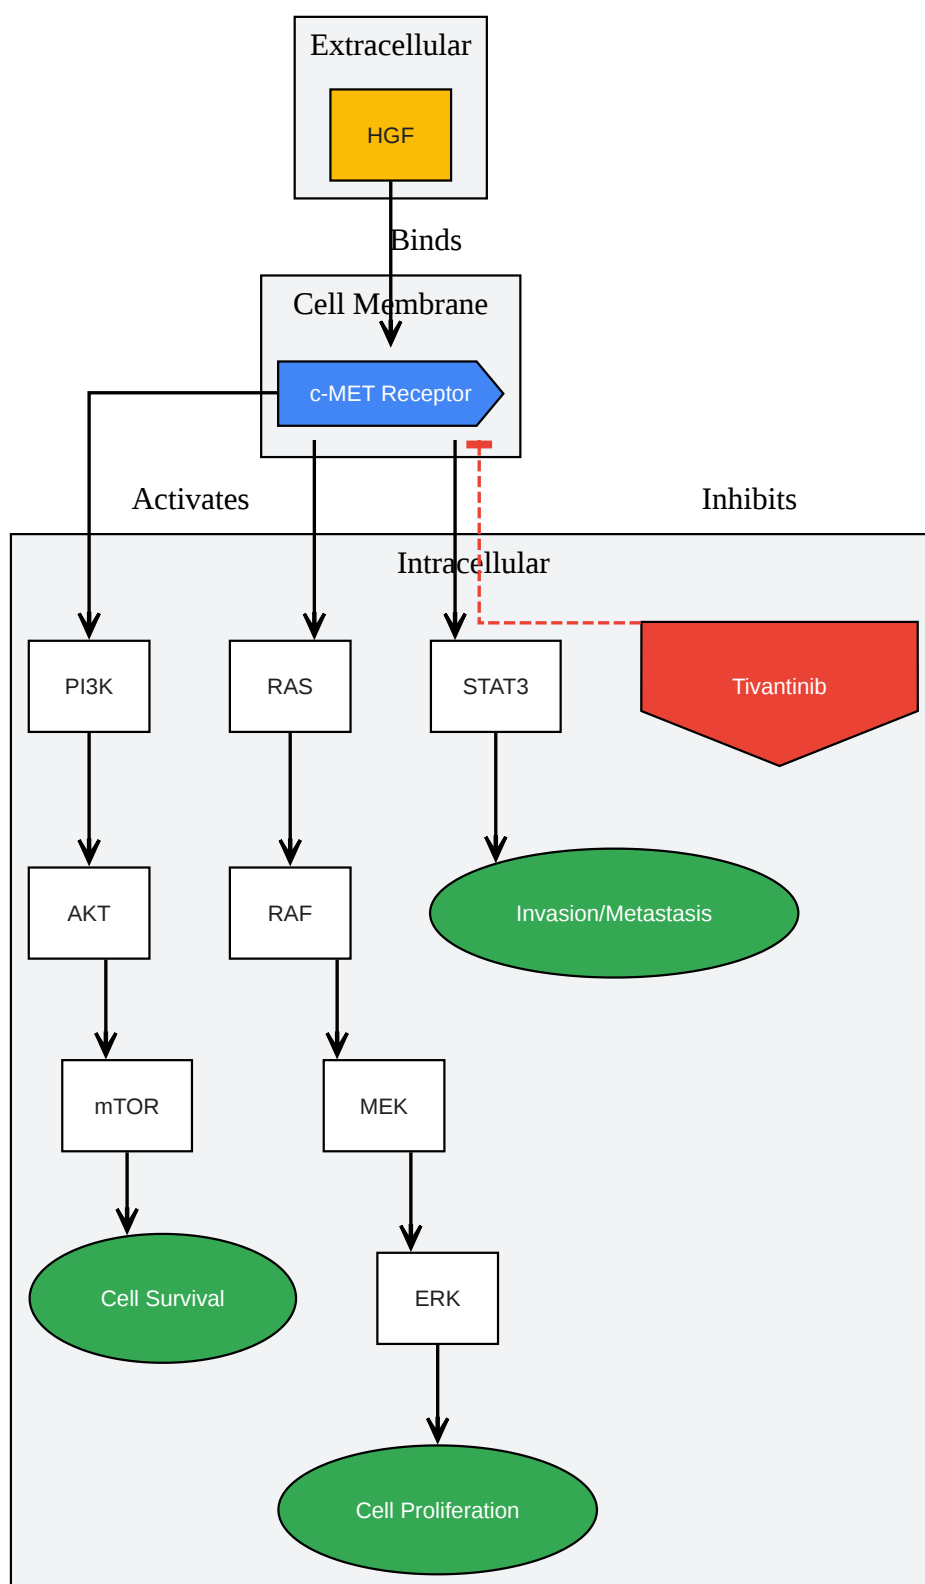 Extracellular
HGF
Binds
Cell Membrane
c-MET Receptor
Activates
Inhibits
Intracellular
PI3K
RAS
STAT3
Tivantinib
AKT
RAF
Invasion/Metastasis
mTOR
MEK
Cell Survival
ERK
Cell Proliferation